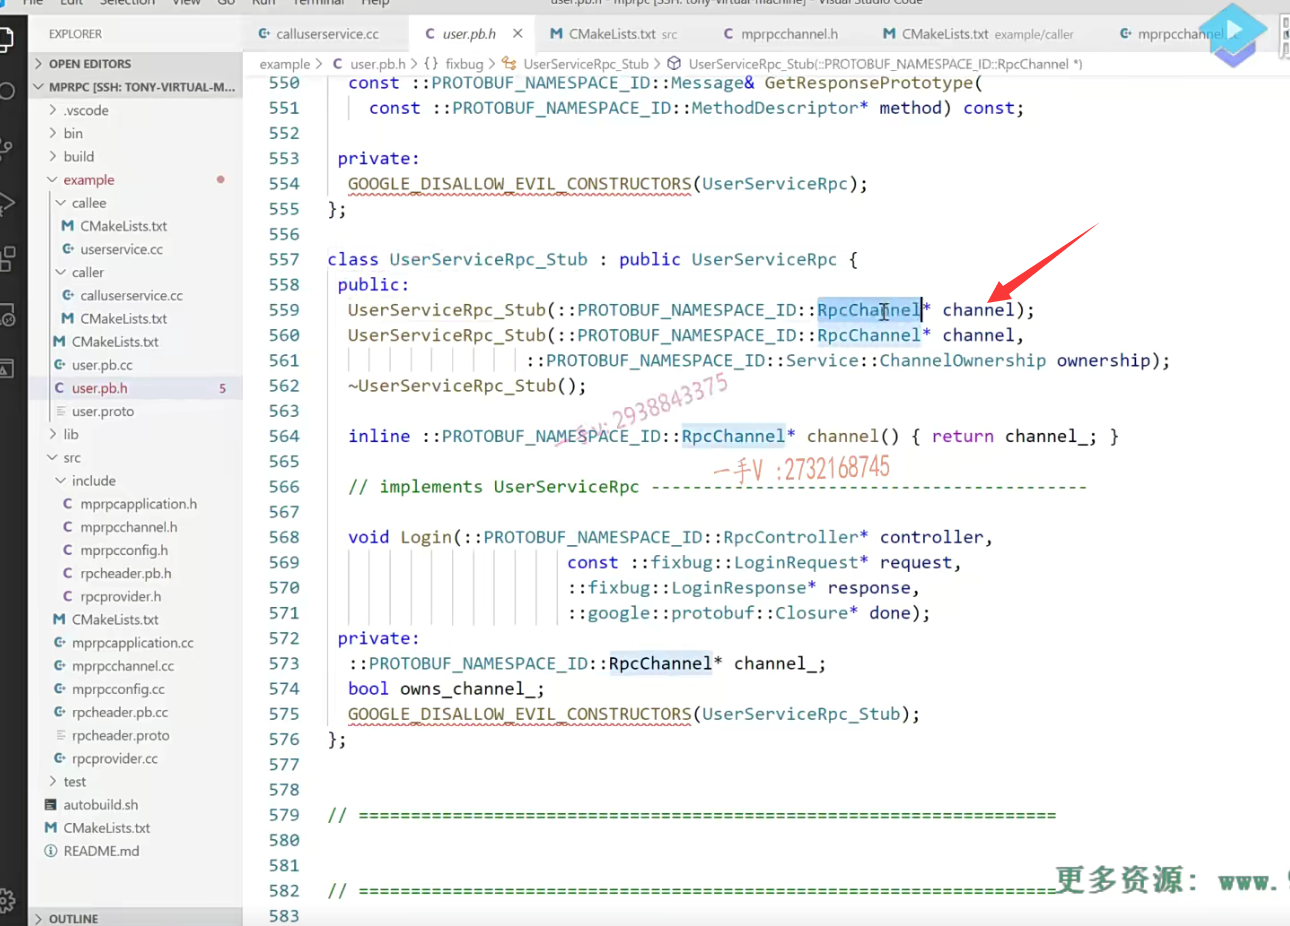 File Edit Selection View Go Run Terminal Help
user.pb.h - mprpc [SSH: tony-virtual-machine] - Visual Studio Code
EXPLORER
calluserservice.cc
C user.pb.h ×
M CMakeLists.txt src
C mprpcchannel.h
M CMakeLists.txt example/caller
mprpcchannel.c
> OPEN EDITORS
example > C user.pb.h > {} fixbug > UserServiceRpc_Stub > UserServiceRpc_Stub(::PROTOBUF_NAMESPACE_ID::RpcChannel *)
MPRPC [SSH: TONY-VIRTUAL-M...
> .vscode
> bin
> build
example
callee
M CMakeLists.txt
userservice.cc
caller
calluserservice.cc
M CMakeLists.txt
M CMakeLists.txt
user.pb.cc
C user.pb.h 5
user.proto
> lib
src
include
C mprpcapplication.h
C mprpcchannel.h
C mprpcconfig.h
C rpcheader.pb.h
C rpcprovider.h
M CMakeLists.txt
mprpcapplication.cc
mprpcchannel.cc
mprpcconfig.cc
rpcheader.pb.cc
rpcheader.proto
rpcprovider.cc
> test
autobuild.sh
M CMakeLists.txt
README.md
> OUTLINE
550 const ::PROTOBUF_NAMESPACE_ID::Message& GetResponsePrototype(
551 const ::PROTOBUF_NAMESPACE_ID::MethodDescriptor* method) const;
552
553 private:
554 GOOGLE_DISALLOW_EVIL_CONSTRUCTORS(UserServiceRpc);
555 };
556
557 class UserServiceRpc_Stub : public UserServiceRpc {
558 public:
559 UserServiceRpc_Stub(::PROTOBUF_NAMESPACE_ID::RpcChannel* channel);
560 UserServiceRpc_Stub(::PROTOBUF_NAMESPACE_ID::RpcChannel* channel,
561 ::PROTOBUF_NAMESPACE_ID::Service::ChannelOwnership ownership);
562 ~UserServiceRpc_Stub();
563
564 inline ::PROTOBUF_NAMESPACE_ID::RpcChannel* channel() { return channel_; }
565
566 // implements UserServiceRpc ------------------------------------------
567
568 void Login(::PROTOBUF_NAMESPACE_ID::RpcController* controller,
569 const ::fixbug::LoginRequest* request,
570 ::fixbug::LoginResponse* response,
571 ::google::protobuf::Closure* done);
572 private:
573 ::PROTOBUF_NAMESPACE_ID::RpcChannel* channel_;
574 bool owns_channel_;
575 GOOGLE_DISALLOW_EVIL_CONSTRUCTORS(UserServiceRpc_Stub);
576 };
577
578
579 // ===================================================================
580
581
582 // ===================================================================
583
2938843375
一手V :2732168745
更多资源： www.